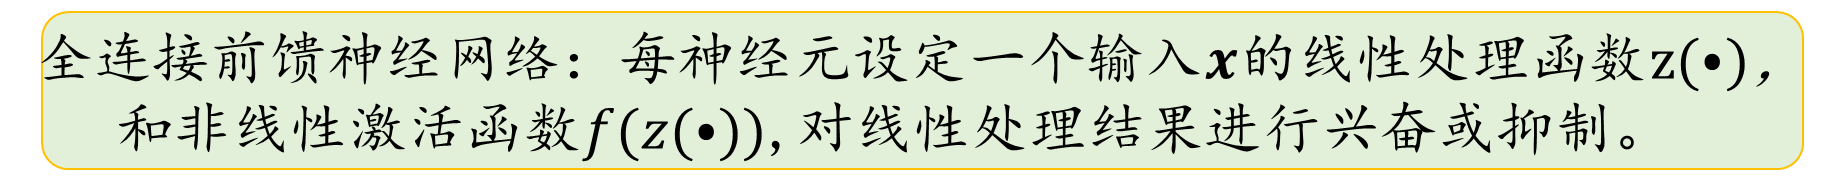 全连接前馈神经网络：每神经元设定一个输入x的线性处理函数z(•)，
和非线性激活函数f(z(•)),对线性处理结果进行兴奋或抑制。